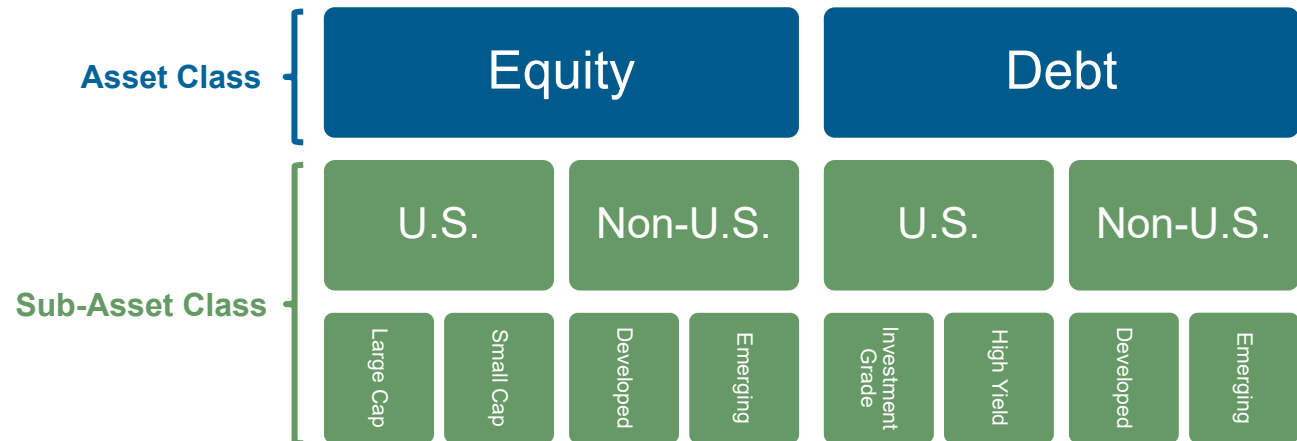 Asset Class
Equity
Debt
Sub-Asset Class
U.S.
Non-U.S.
U.S.
Non-U.S.
Large Cap
Small Cap
Developed
Emerging
Investment
Grade
High Yield
Developed
Emerging